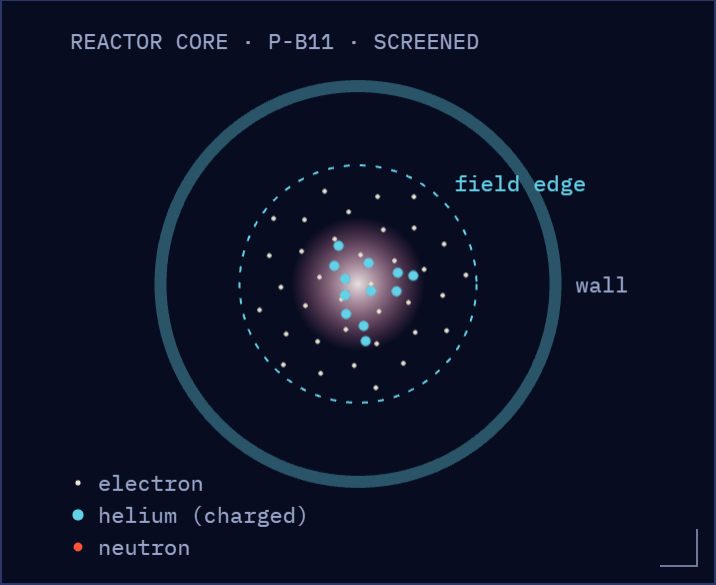 REACTOR CORE · P-B11 · SCREENED
field edge
wall
electron
helium (charged)
neutron